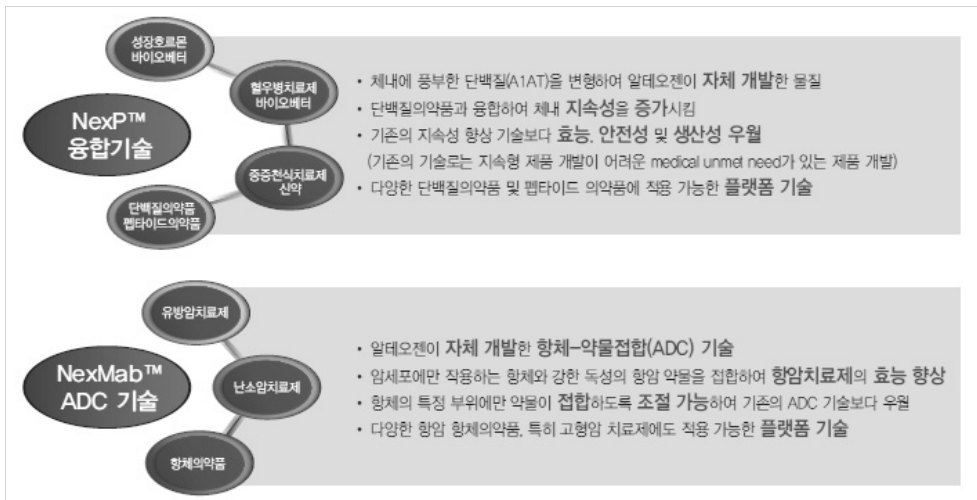 성장호르몬
바이오베터
혈우병치료제
바이오베터
NexP™
융합기술
중증천식치료제
신약
단백질의약품
펩타이드의약품
• 체내에 풍부한 단백질(A1AT)을 변형하여 알테오젠이 자체 개발한 물질
• 단백질의약품과 융합하여 체내 지속성을 증가시킴
• 기존의 지속성 향상 기술보다 효능, 안전성 및 생산성 우월
(기존의 기술로는 지속형 제품 개발이 어려운 medical unmet need가 있는 제품 개발)
• 다양한 단백질의약품 및 펩타이드 의약품에 적용 가능한 플랫폼 기술
유방암치료제
NexMab™
ADC 기술
난소암치료제
항체의약품
• 알테오젠이 자체 개발한 항체-약물접합(ADC) 기술
• 암세포에만 작용하는 항체와 강한 독성의 항암 약물을 접합하여 항암치료제의 효능 향상
• 항체의 특정 부위에만 약물이 접합하도록 조절 가능하여 기존의 ADC 기술보다 우월
• 다양한 항암 항체의약품, 특히 고형암 치료제에도 적용 가능한 플랫폼 기술